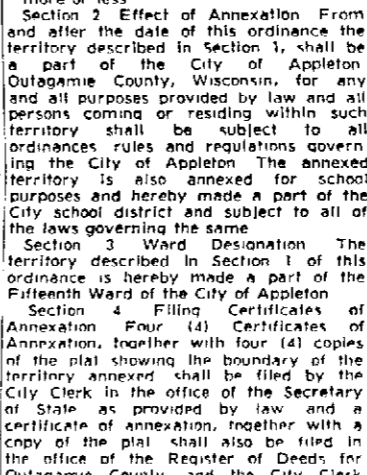 more or less
Section 2 Effect of Annexation From
and after the date of this ordinance the
territory described in Section 1, shall be
a part of the City of Appleton
Outagamie County, Wisconsin, for any
and all purposes provided by law and all
persons coming or residing within such
territory shall be subject to all
ordinances rules and regulations govern
ing the City of Appleton The annexed
territory is also annexed for school
purposes and hereby made a part of the
City school district and subject to all of
the laws governing the same
Section 3 Ward Designation The
territory described in Section 1 of this
ordinance is hereby made a part of the
Fifteenth Ward of the City of Appleton
Section 4 Filing Certificates of
Annexation Four (4) Certificates of
Annexation, together with four (4) copies
of the plat showing the boundary of the
territory annexed shall be filed by the
City Clerk in the office of the Secretary
of State as provided by law and a
certificate of annexation, together with a
copy of the plat shall also be filed in
the office of the Register of Deeds for
Outagamie County and the City Clerk